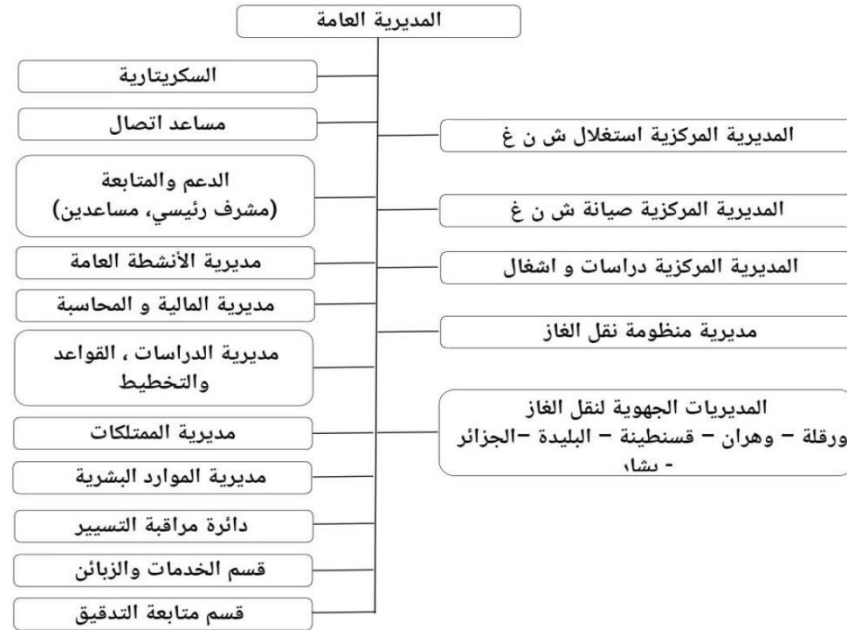 المديرية العامة
السكريتارية
مساعد اتصال
الدعم والمتابعة
(مشرف رئيسي، مساعدين)
مديرية الأنشطة العامة
مديرية المالية و المحاسبة
مديرية الدراسات ، القواعد
والتخطيط
مديرية الممتلكات
مديرية الموارد البشرية
دائرة مراقبة التسيير
قسم الخدمات والزبائن
قسم متابعة التدقيق
المديرية المركزية استغلال ش ن غ
المديرية المركزية صيانة ش ن غ
المديرية المركزية دراسات و اشغال
مديرية منظومة نقل الغاز
المديريات الجهوية لنقل الغاز
ورقلة – وهران – قسنطينة – البليدة –الجزائر
- بشار